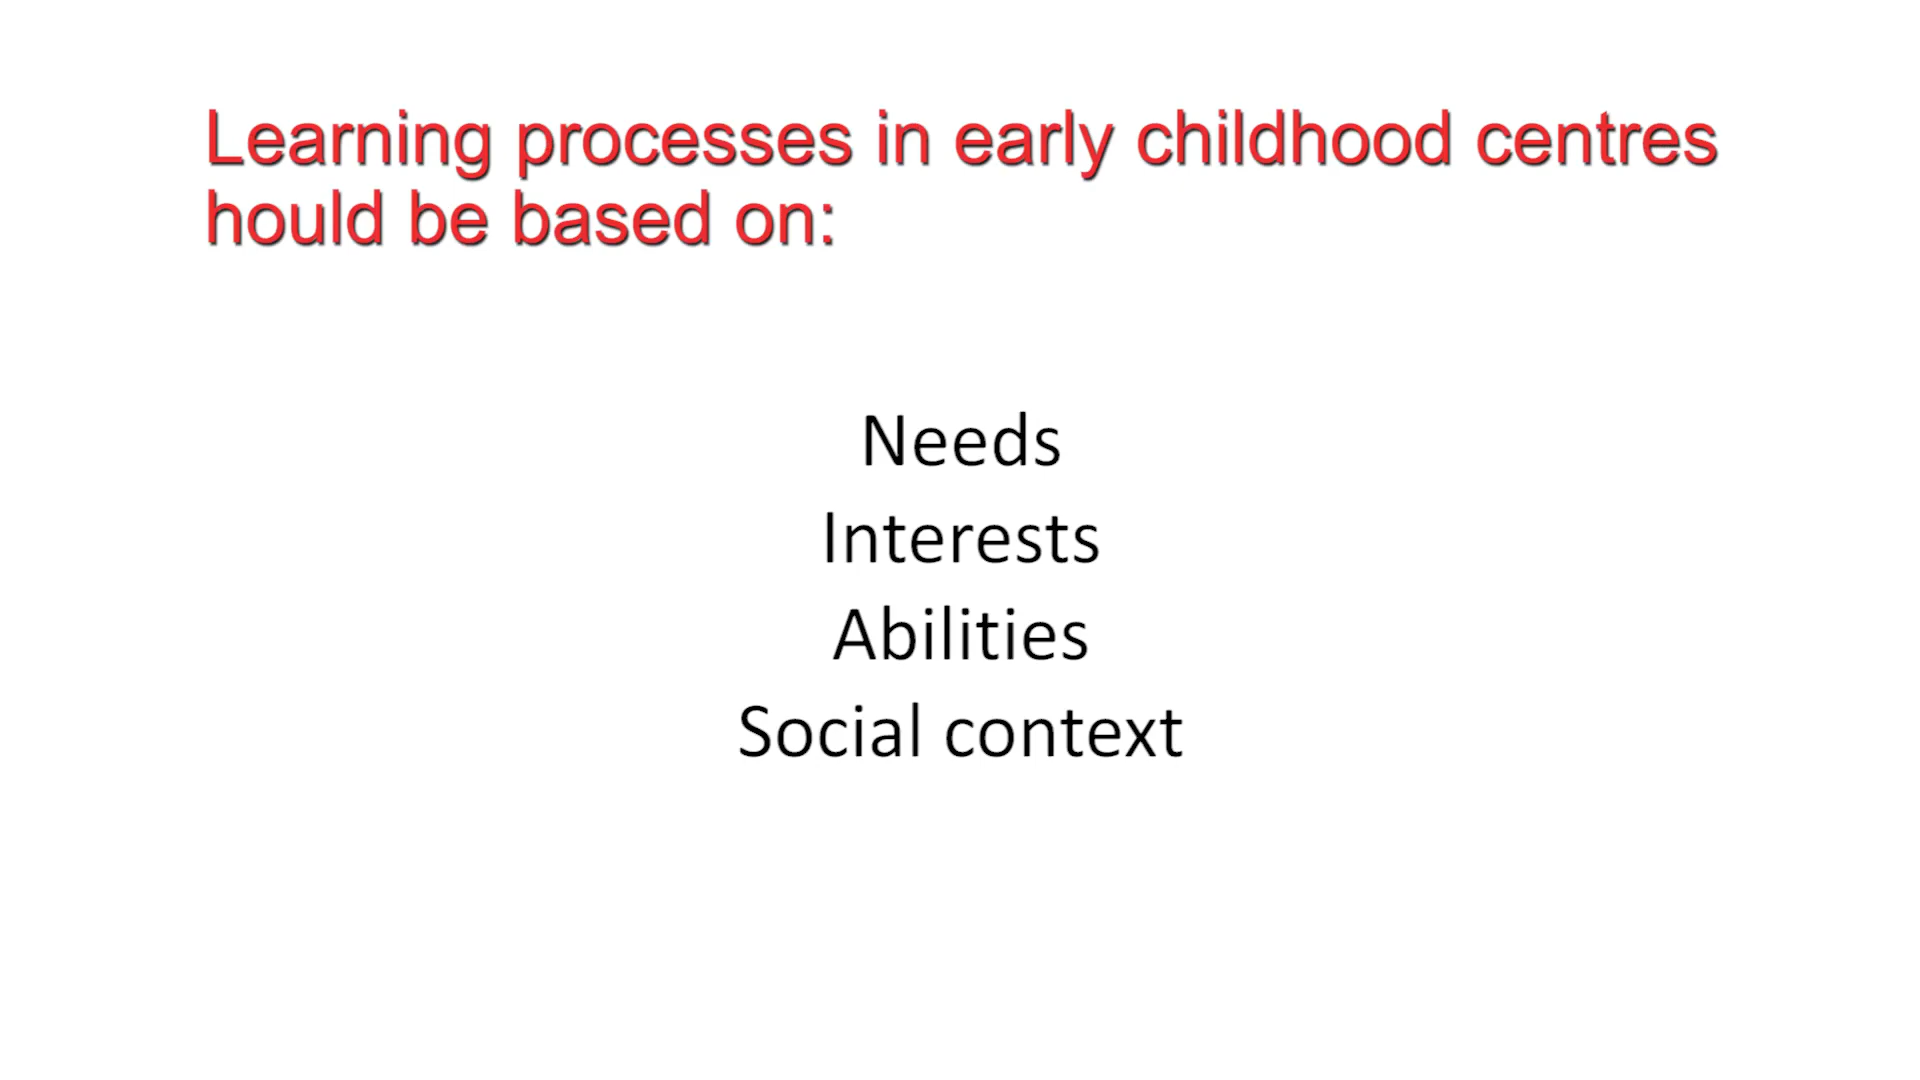 Learning processes in early childhood centres
hould be based on:
Needs
Interests
Abilities
Social context